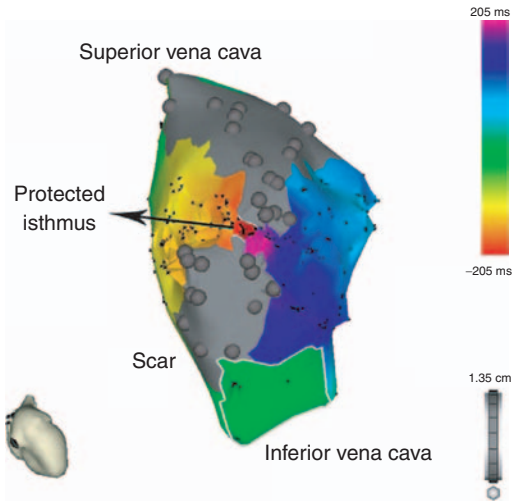 205 ms
Superior vena cava
Protected
isthmus
–205 ms
Scar
1.35 cm
Inferior vena cava